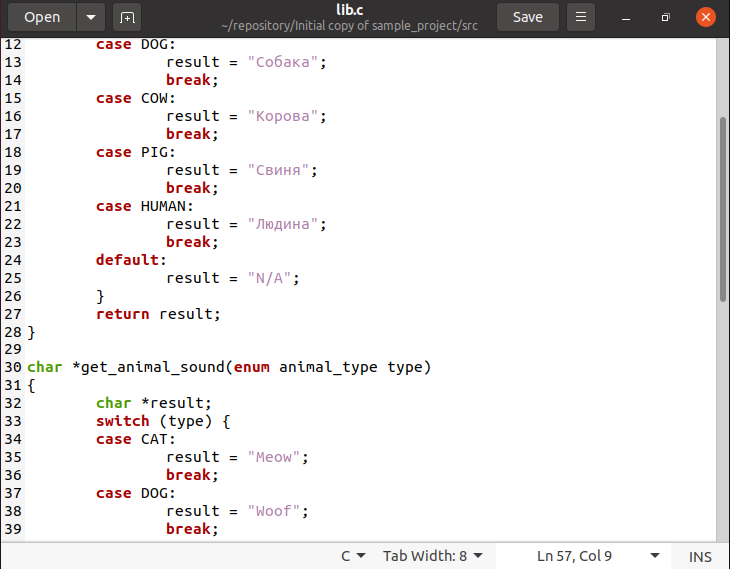 Open
lib.c
~/repository/Initial copy of sample_project/src
Save
12 case DOG:
13 result = "Собака";
14 break;
15 case COW:
16 result = "Корова";
17 break;
18 case PIG:
19 result = "Свиня";
20 break;
21 case HUMAN:
22 result = "Людина";
23 break;
24 default:
25 result = "N/A";
26 }
27 return result;
28 }
29
30 char *get_animal_sound(enum animal_type type)
31 {
32 char *result;
33 switch (type) {
34 case CAT:
35 result = "Meow";
36 break;
37 case DOG:
38 result = "Woof";
39 break;
C Tab Width: 8 Ln 57, Col 9 INS